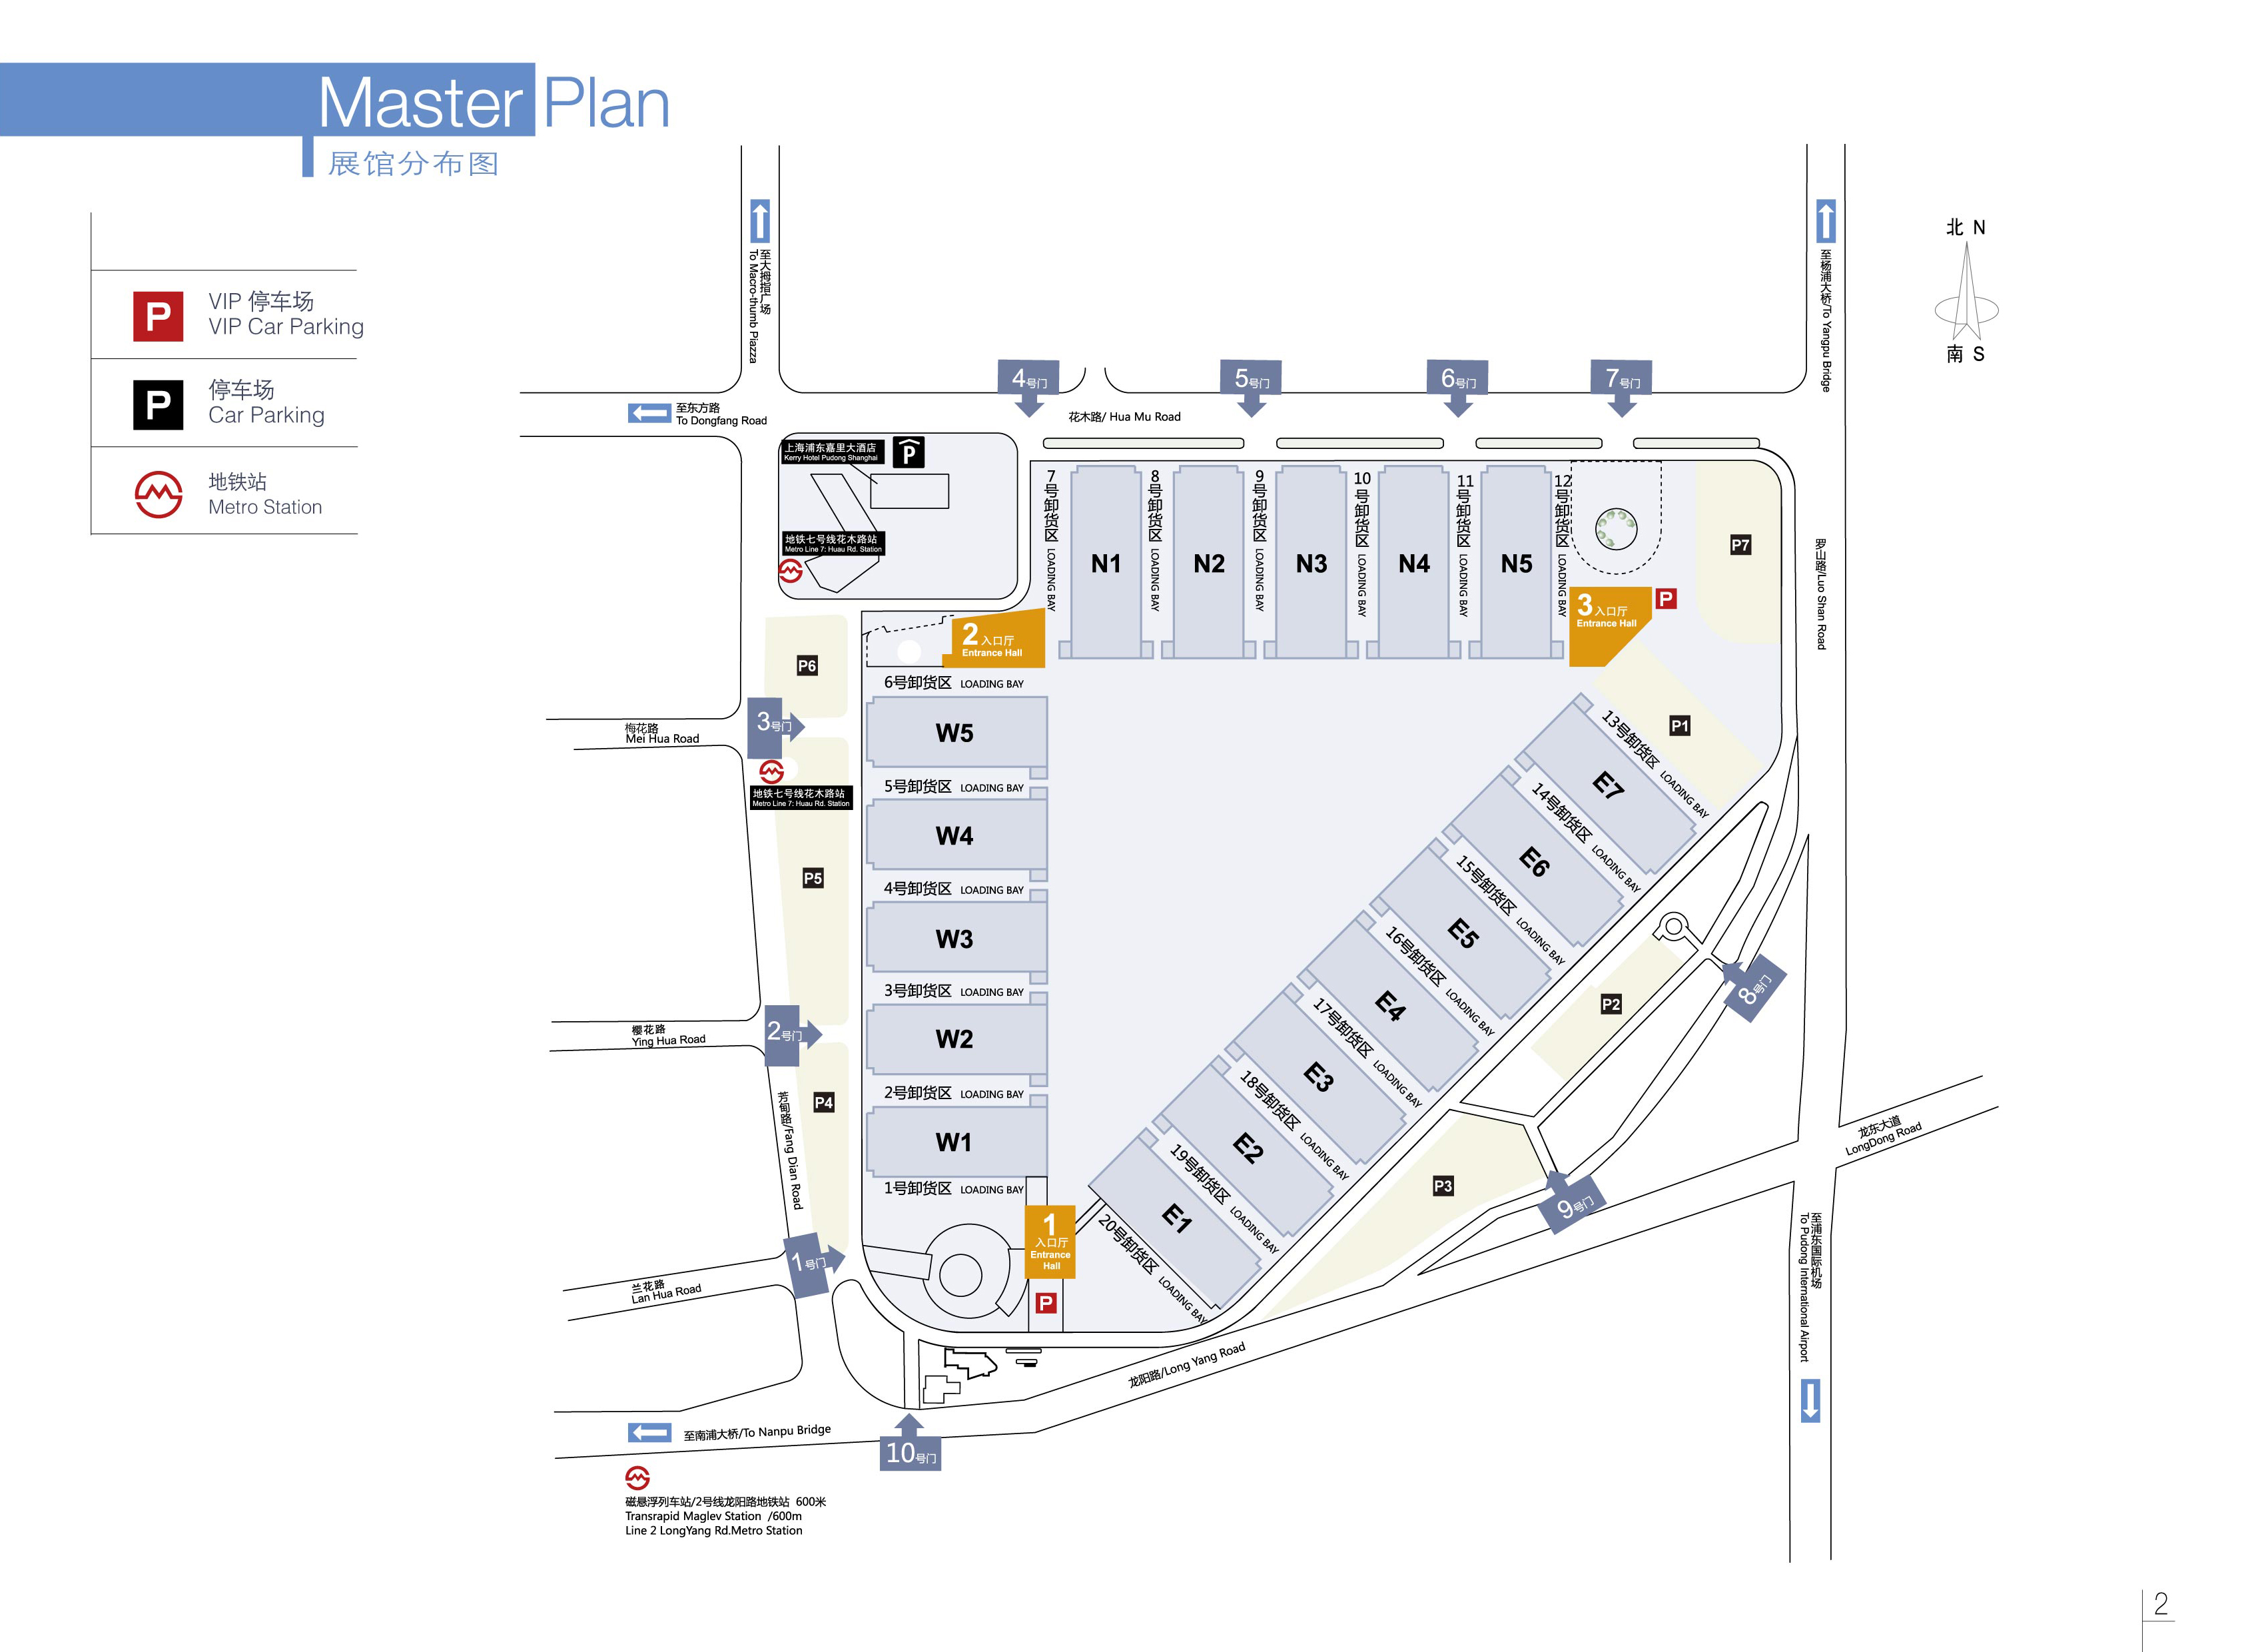 Master Plan
展馆分布图
VIP 停车场
VIP Car Parking
停车场
Car Parking
地铁站
Metro Station
P
P
至大拇指广场
To Macro-thumb Piazza
至杨浦大桥/To Yangpu Bridge
北 N
南 S
4号门
5号门
6号门
7号门
至东方路
To Dongfang Road
花木路/ Hua Mu Road
上海浦东嘉里大酒店
Kerry Hotel Pudong Shanghai
P
地铁七号线花木路站
Metro Line 7: Huau Rd. Station
7号卸货区 LOADING BAY
N1
8号卸货区 LOADING BAY
N2
9号卸货区 LOADING BAY
N3
10号卸货区 LOADING BAY
N4
11号卸货区 LOADING BAY
N5
12号卸货区 LOADING BAY
P7
罗山路/Luo Shan Road
3入口厅
Entrance Hall
P
2入口厅
Entrance Hall
P6
6号卸货区 LOADING BAY
3号门
梅花路
Mei Hua Road
W5
地铁七号线花木路站
Metro Line 7: Huau Rd. Station
5号卸货区 LOADING BAY
W4
P5
4号卸货区 LOADING BAY
W3
3号卸货区 LOADING BAY
2号门
樱花路
Ying Hua Road
W2
2号卸货区 LOADING BAY
P4
芳甸路/Fang Dian Road
W1
1号卸货区 LOADING BAY
1
入口厅
Entrance
Hall
P
1号门
兰花路
Lan Hua Road
P1
13号卸货区 LOADING BAY
E7
14号卸货区 LOADING BAY
E6
15号卸货区 LOADING BAY
E5
16号卸货区 LOADING BAY
E4
17号卸货区 LOADING BAY
E3
18号卸货区 LOADING BAY
E2
19号卸货区 LOADING BAY
E1
20号卸货区 LOADING BAY
P2
8号门
P3
9号门
龙东大道
LongDong Road
至浦东国际机场
To Pudong International Airport
龙阳路/Long Yang Road
至南浦大桥/To Nanpu Bridge
10号门
磁悬浮列车站/2号线龙阳路地铁站 600米
Transrapid Maglev Station /600m
Line 2 LongYang Rd.Metro Station
2